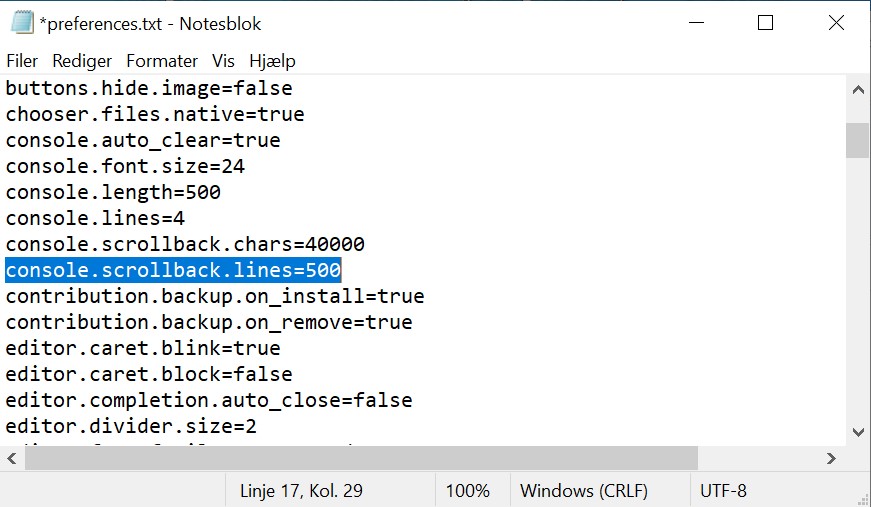 *preferences.txt - Notesblok
Filer Rediger Formater Vis Hjælp
buttons.hide.image=false
chooser.files.native=true
console.auto_clear=true
console.font.size=24
console.length=500
console.lines=4
console.scrollback.chars=40000
console.scrollback.lines=500
contribution.backup.on_install=true
contribution.backup.on_remove=true
editor.caret.blink=true
editor.caret.block=false
editor.completion.auto_close=false
editor.divider.size=2
Linje 17, Kol. 29 100% Windows (CRLF) UTF-8